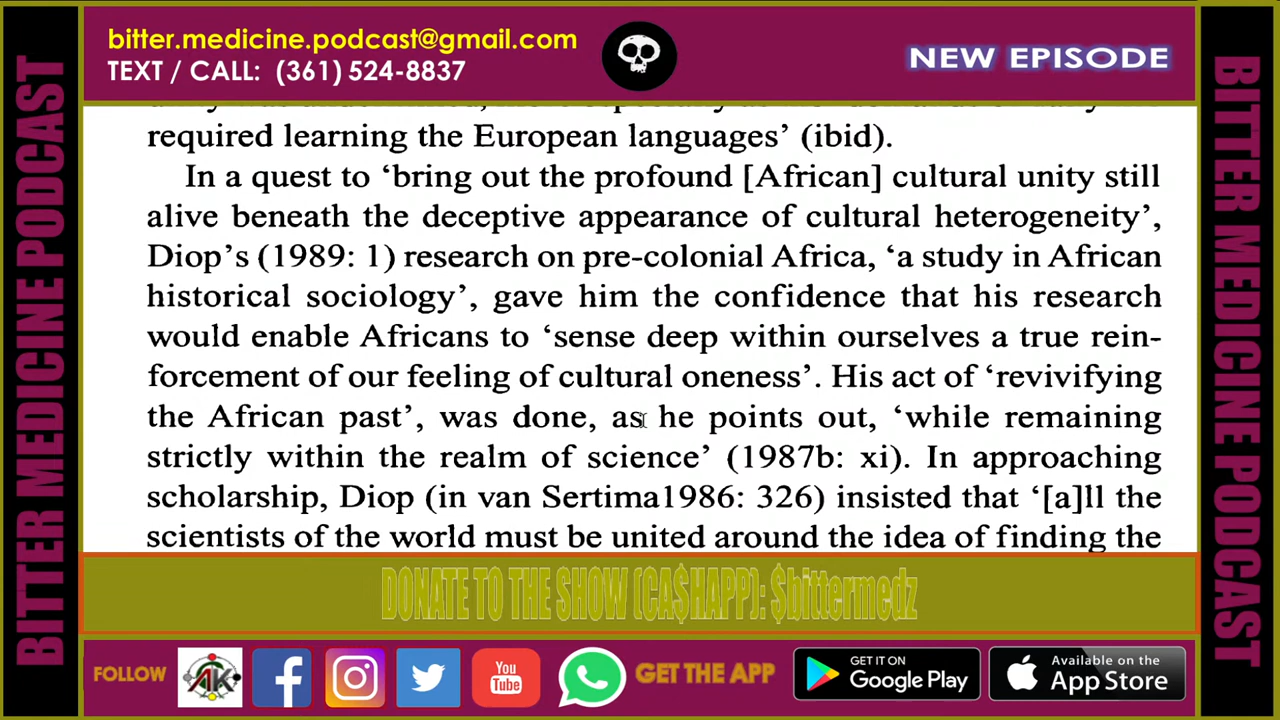 bitter.medicine.podcast@gmail.com
TEXT / CALL: (361) 524-8837
NEW EPISODE
BITTER MEDICINE PODCAST
required learning the European languages’ (ibid).
In a quest to ‘bring out the profound [African] cultural unity still
alive beneath the deceptive appearance of cultural heterogeneity’,
Diop’s (1989: 1) research on pre-colonial Africa, ‘a study in African
historical sociology’, gave him the confidence that his research
would enable Africans to ‘sense deep within ourselves a true rein-
forcement of our feeling of cultural oneness’. His act of ‘revivifying
the African past’, was done, as he points out, ‘while remaining
strictly within the realm of science’ (1987b: xi). In approaching
scholarship, Diop (in van Sertima1986: 326) insisted that ‘[a]ll the
scientists of the world must be united around the idea of finding the
BITTER MEDICINE PODCAST
DONATE TO THE SHOW (CA$HAPP): $bittermedz
FOLLOW
You
Tube
GET THE APP
GET IT ON
Google Play
Available on the
App Store